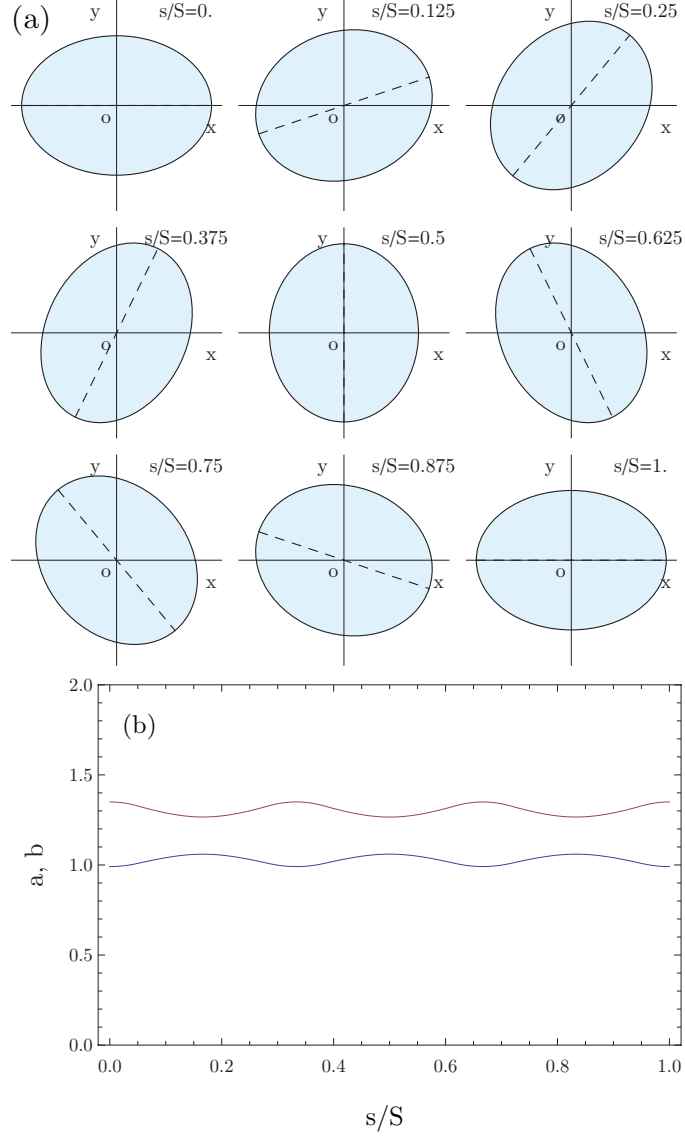 (a)
y s/S=0.
o
x
y s/S=0.125
o
x
y s/S=0.25
o
x
y s/S=0.375
o
x
y s/S=0.5
o
x
y s/S=0.625
o
x
y s/S=0.75
o
x
y s/S=0.875
o
x
y s/S=1.
o
x
(b)
2.0
1.5
1.0
0.5
0.0
a, b
0.0 0.2 0.4 0.6 0.8 1.0
s/S